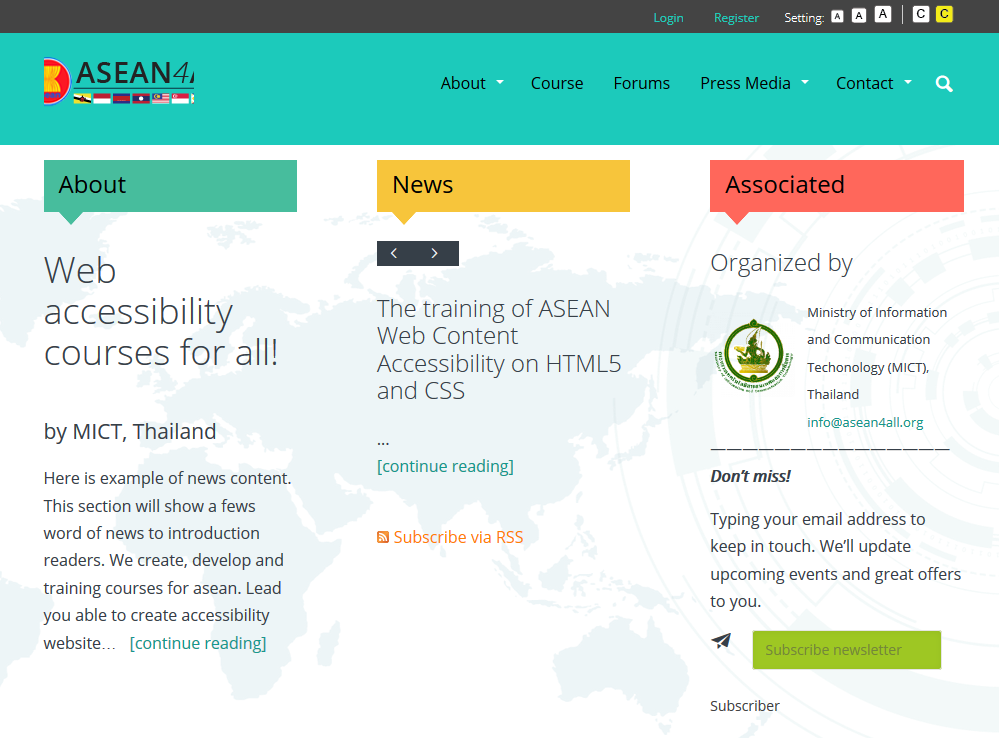 Login Register Setting: A A A C C
ASEAN4
About Course Forums Press Media Contact
About
Web
accessibility
courses for all!
by MICT, Thailand
Here is example of news content.
This section will show a fews
word of news to introduction
readers. We create, develop and
training courses for asean. Lead
you able to create accessibility
website… [continue reading]
News
The training of ASEAN
Web Content
Accessibility on HTML5
and CSS
...
[continue reading]
Subscribe via RSS
Associated
Organized by
Ministry of Information
and Communication
Techonology (MICT),
Thailand
info@asean4all.org
———————————————
Don't miss!
Typing your email address to
keep in touch. We'll update
upcoming events and great offers
to you.
Subscribe newsletter
Subscriber